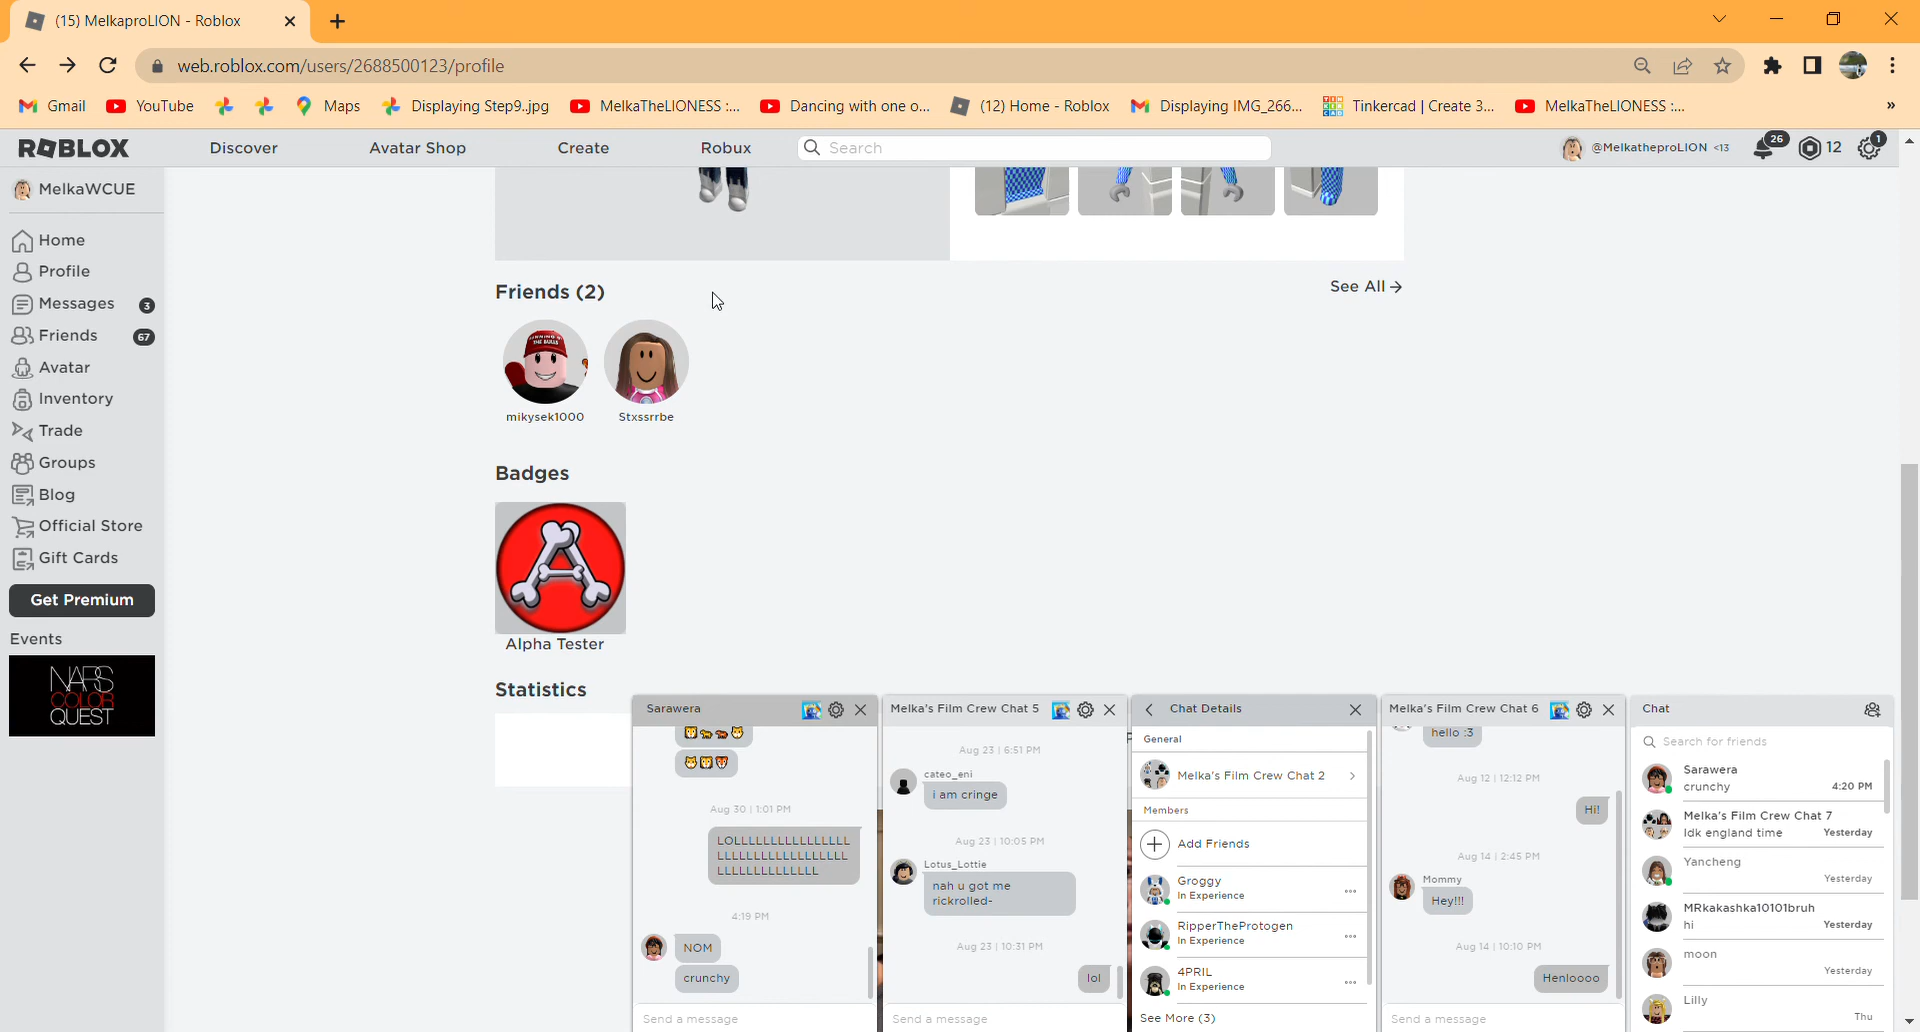 (15) MelkaproLION - Roblox
web.roblox.com/users/2688500123/profile
Gmail
YouTube
Maps
Displaying Step9..jpg
MelkaTheLIONESS :...
Dancing with one o...
(12) Home - Roblox
Displaying IMG_266...
Tinkercad | Create 3...
MelkaTheLIONESS :...
»
ROBLOX
Discover
Avatar Shop
Create
Robux
Search
@MelkatheproLION <13
26
12
1
MelkaWCUE
Home
Profile
Messages 3
Friends 67
Avatar
Inventory
Trade
Groups
Blog
Official Store
Gift Cards
Get Premium
Events
NARS
COLOR
QUEST
Friends (2)
See All
mikysek1000
Stxssrrbe
Badges
Alpha Tester
Statistics
Sarawera
Aug 30 | 1:01 PM
LOLLLLLLLLLLLLLLLL
LLLLLLLLLLLLLLLLLL
LLLLLLLLLLLLLL
4:19 PM
NOM
crunchy
Send a message
Melka's Film Crew Chat 5
Aug 23 | 6:51 PM
cateo_eni
i am cringe
Aug 23 | 10:05 PM
Lotus_Lottie
nah u got me
rickrolled-
Aug 23 | 10:31 PM
lol
Send a message
Chat Details
General
Melka's Film Crew Chat 2
Members
Add Friends
Groggy
In Experience
RipperTheProtogen
In Experience
4PRIL
In Experience
See More (3)
Melka's Film Crew Chat 6
hello :3
Aug 12 | 12:12 PM
Hi!
Aug 14 | 2:45 PM
Mommy
Hey!!!
Aug 14 | 10:10 PM
Henloooo
Send a message
Chat
Search for friends
Sarawera
crunchy 4:20 PM
Melka's Film Crew Chat 7
Idk england time Yesterday
Yancheng
Yesterday
MRkakashka10101bruh
hi Yesterday
moon
Yesterday
Lilly
Thu